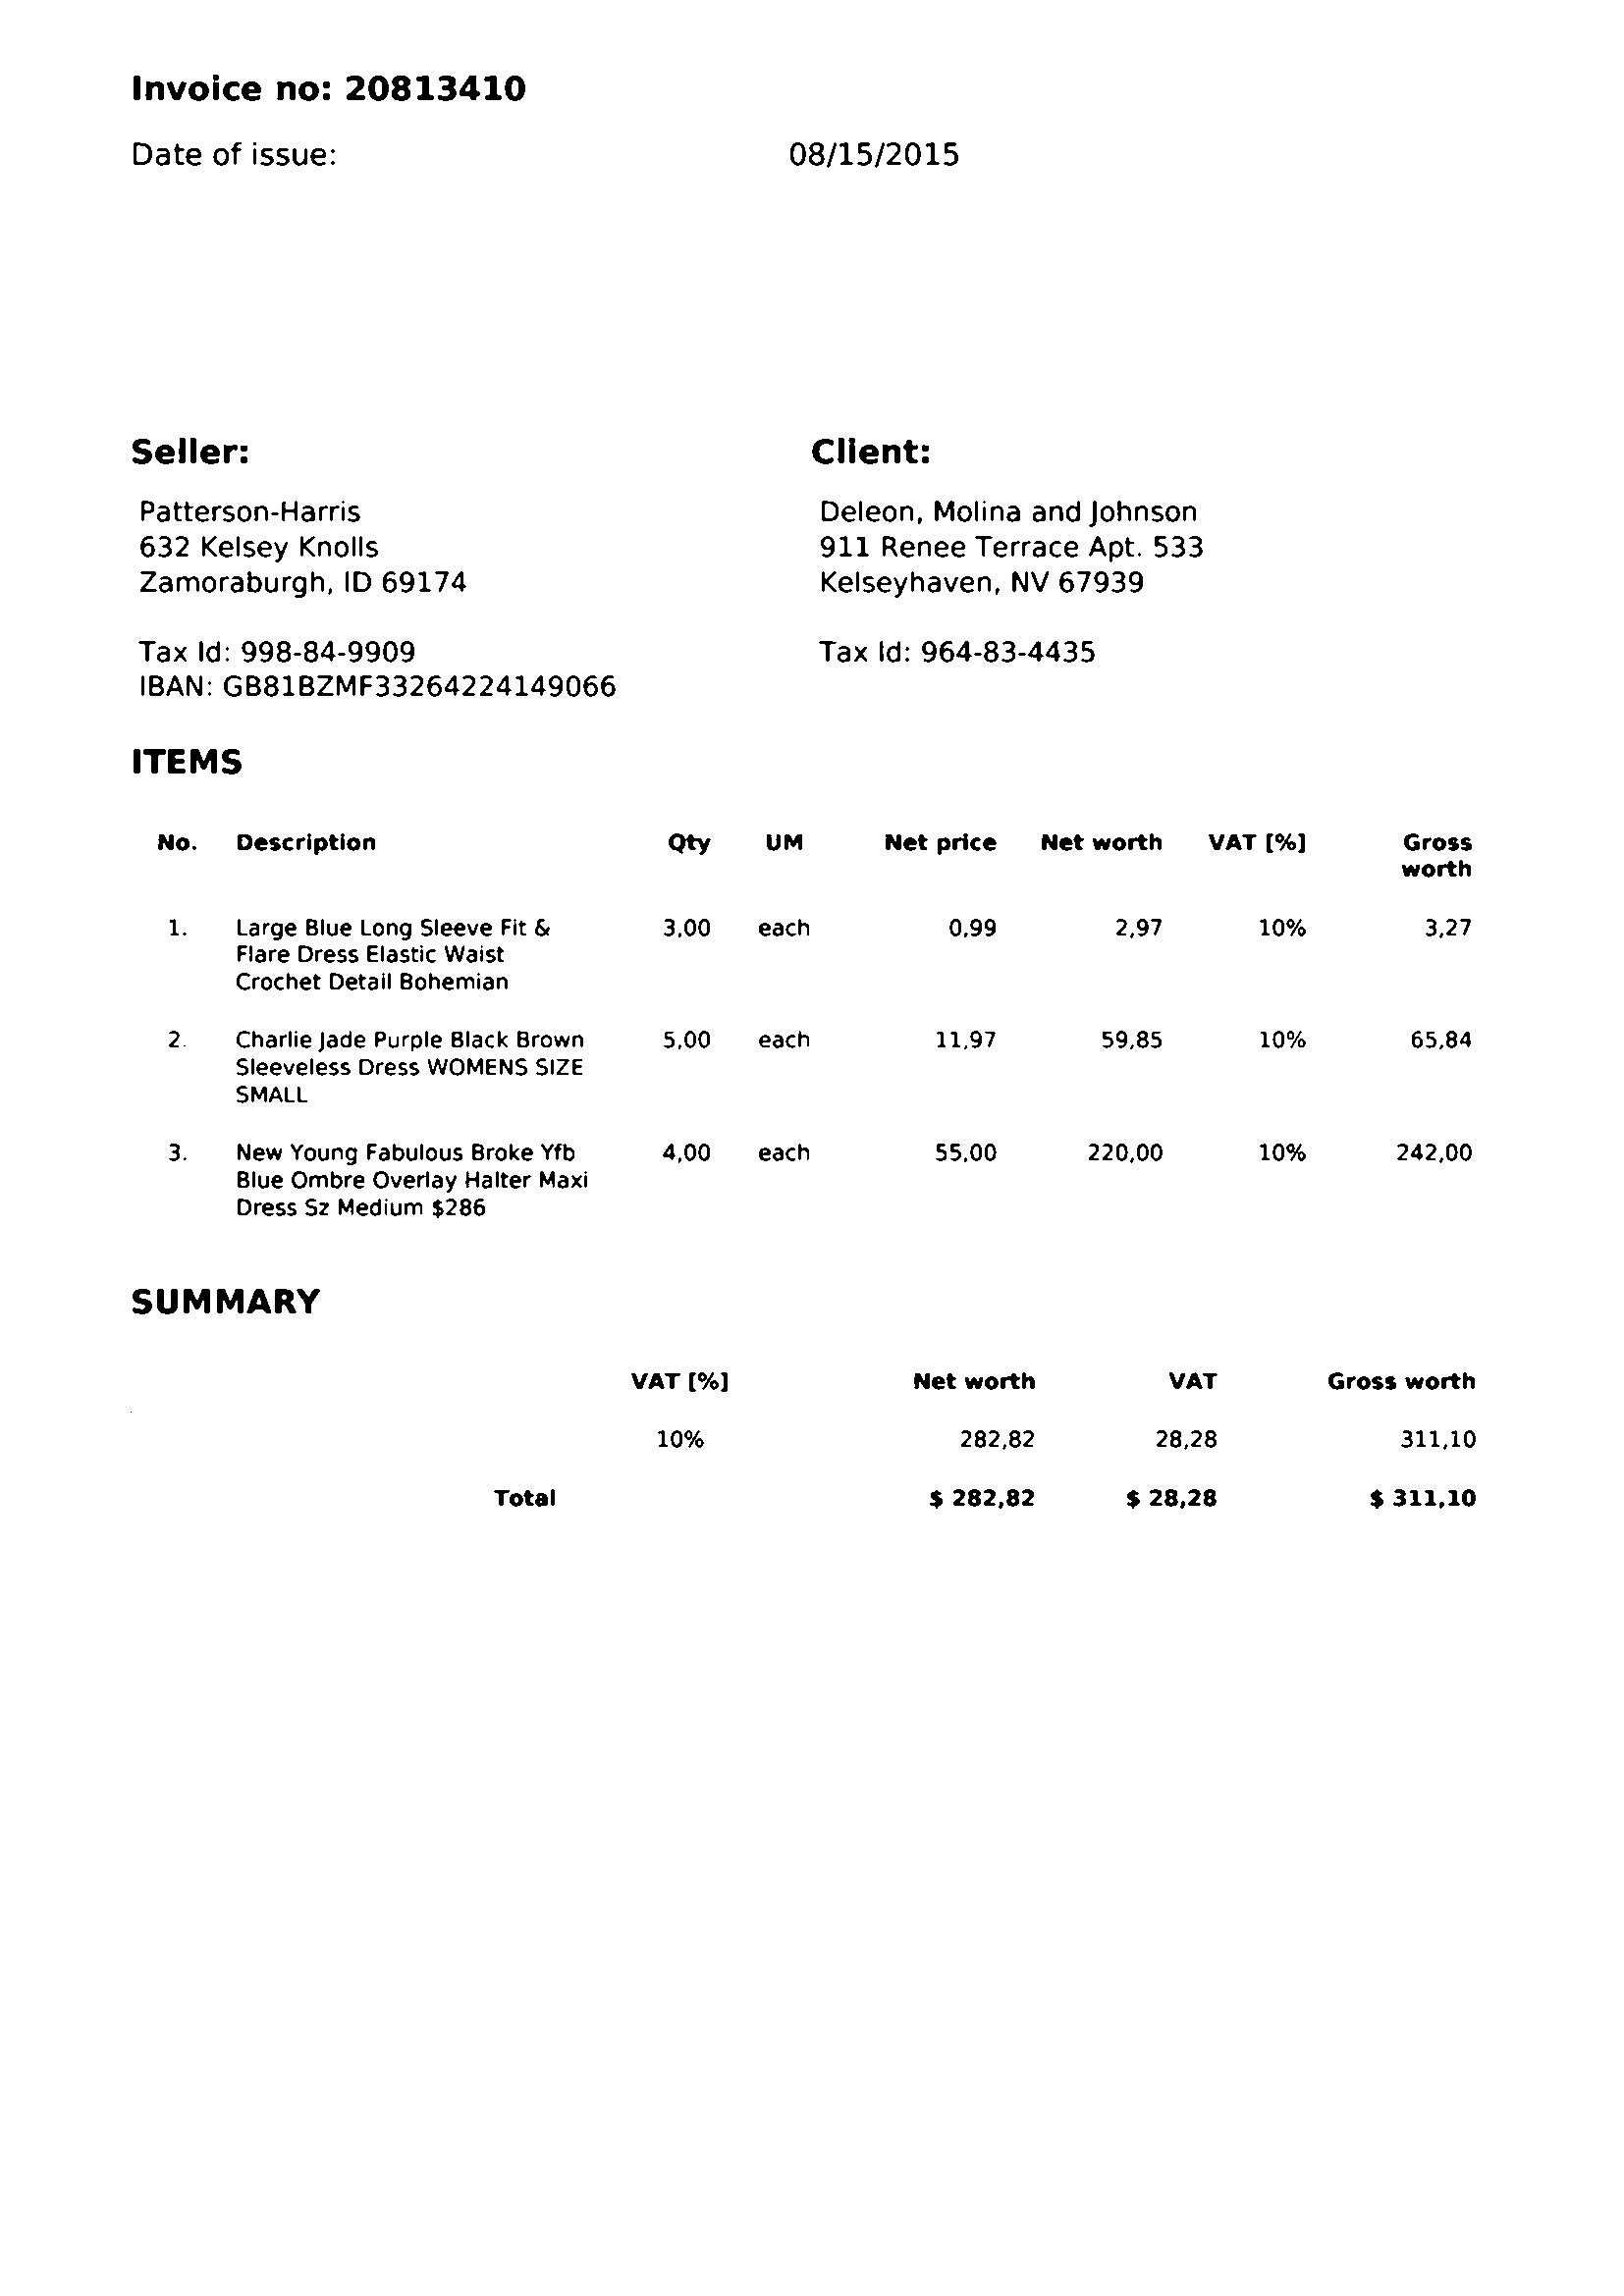 Invoice no: 20813410
Date of issue: 08/15/2015
Seller: Client:
Patterson-Harris Deleon, Molina and Johnson
632 Kelsey Knolls 911 Renee Terrace Apt. 533
Zamoraburgh, ID 69174 Kelseyhaven, NV 67939
Tax Id: 998-84-9909 Tax Id: 964-83-4435
IBAN: GB81BZMF33264224149066
ITEMS
No. Description Qty UM Net price Net worth VAT [%] Gross
worth
1. Large Blue Long Sleeve Fit & 3,00 each 0,99 2,97 10% 3,27
Flare Dress Elastic Waist
Crochet Detail Bohemian
2. Charlie Jade Purple Black Brown 5,00 each 11,97 59,85 10% 65,84
Sleeveless Dress WOMENS SIZE
SMALL
3. New Young Fabulous Broke Yfb 4,00 each 55,00 220,00 10% 242,00
Blue Ombre Overlay Halter Maxi
Dress Sz Medium $286
SUMMARY
VAT [%] Net worth VAT Gross worth
10% 282,82 28,28 311,10
Total $ 282,82 $ 28,28 $ 311,10